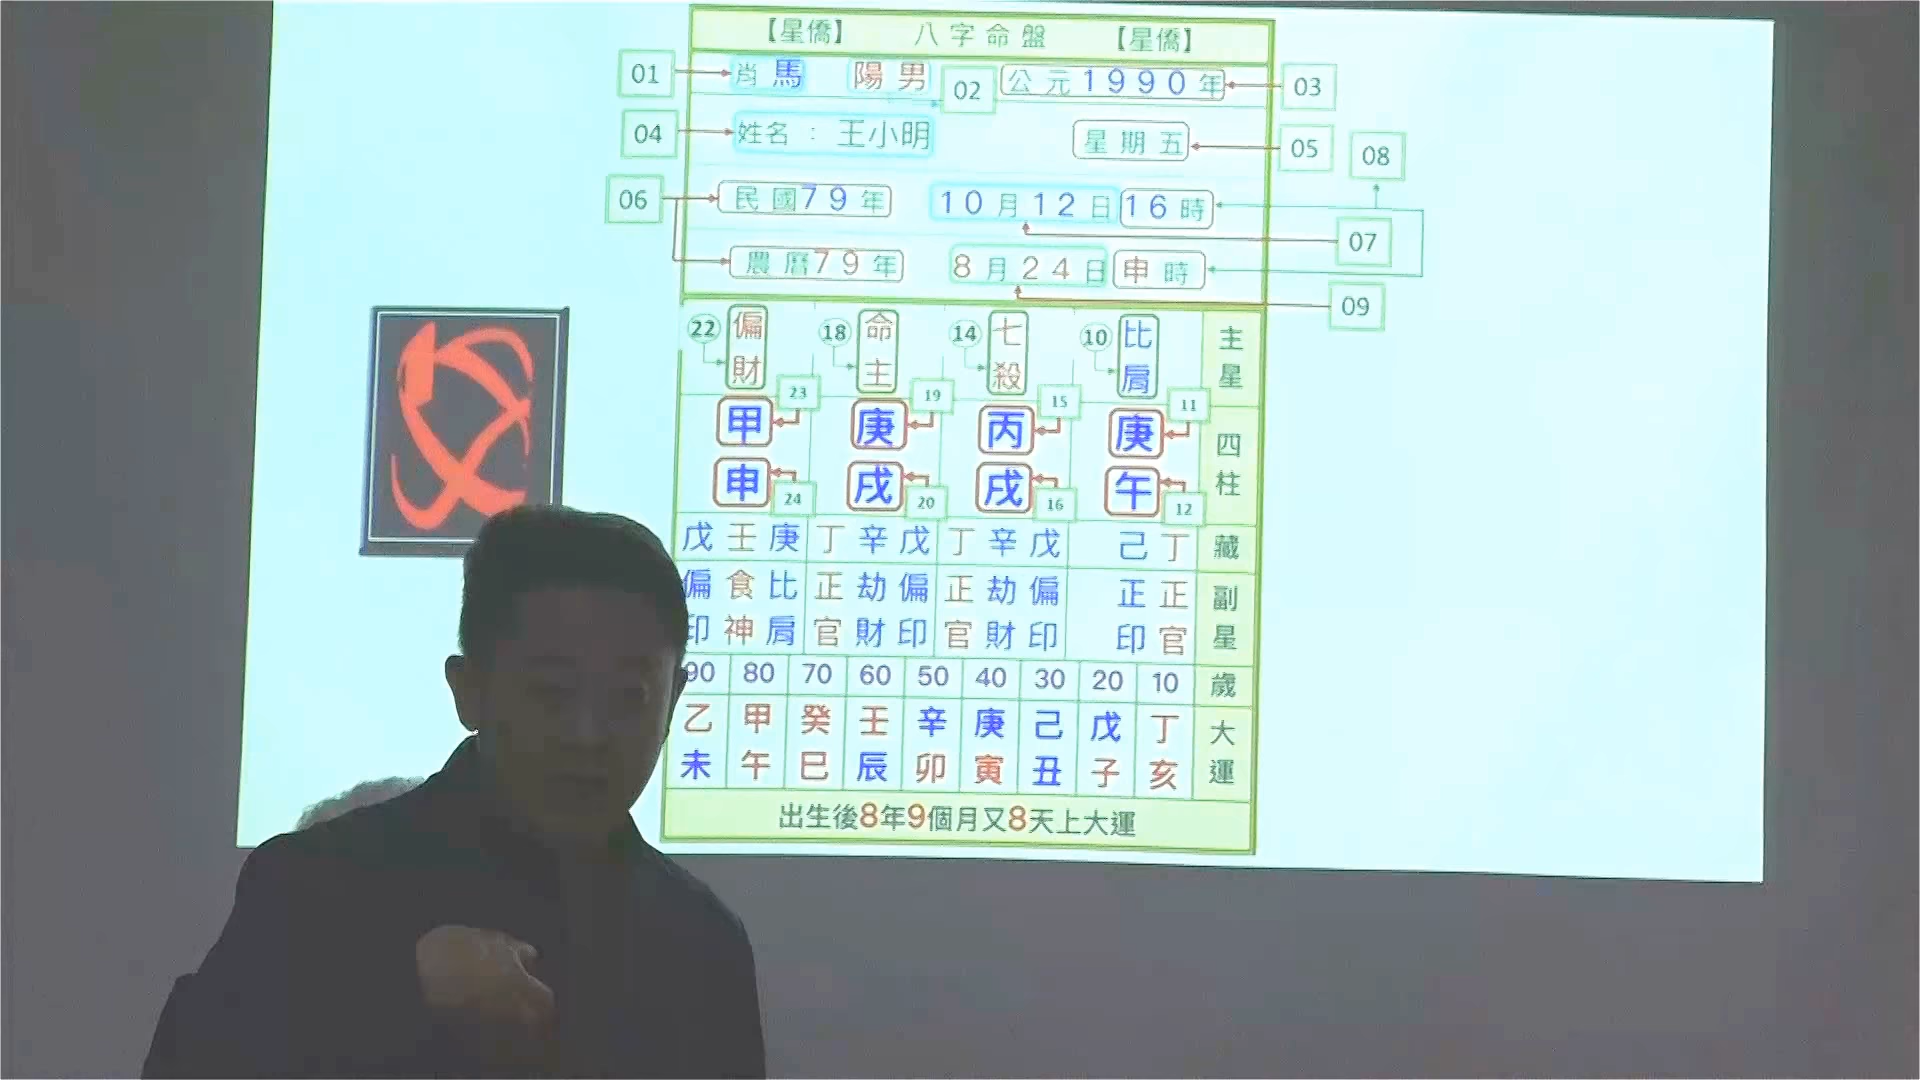 【星僑】 八字命盤 【星僑】
01 肖馬 陽男 02 公元1990年 03
04 姓名：王小明 星期五 05 08
06 民國79年 10月12日 16時 07
農曆79年 8月24日 申時 09
22 偏財 18 命主 14 七殺 10 比肩 主星
23 19 15 11
甲 庚 丙 庚 四柱
申 戌 戌 午
24 20 16 12
戊 壬 庚 丁 辛 戊 丁 辛 戊 己 丁 藏
偏 食 比 正 劫 偏 正 劫 偏 正 正 副
印 神 肩 官 財 印 官 財 印 印 官 星
90 80 70 60 50 40 30 20 10 歲
乙 甲 癸 壬 辛 庚 己 戊 丁 大
未 午 巳 辰 卯 寅 丑 子 亥 運
出生後8年9個月又8天上大運